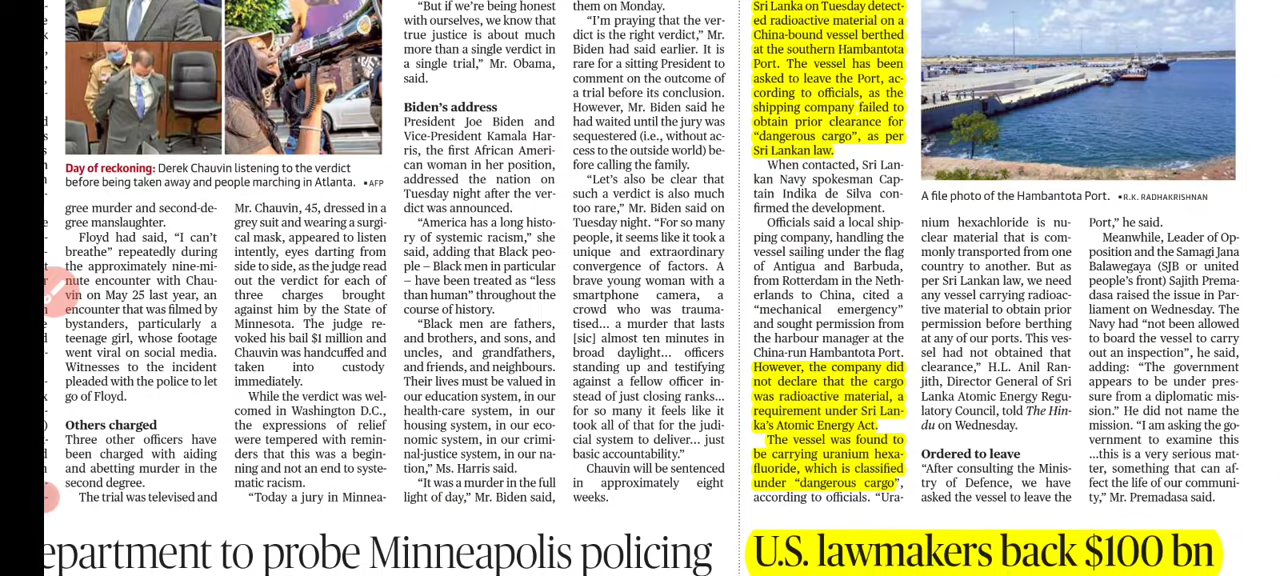 Day of reckoning: Derek Chauvin listening to the verdict
before being taken away and people marching in Atlanta. • AFP
gree murder and second-de-
gree manslaughter.
Floyd had said, “I can’t
breathe” repeatedly during
the approximately nine-mi-
nute encounter with Chau-
vin on May 25 last year, an
encounter that was filmed by
bystanders, particularly a
teenage girl, whose footage
went viral on social media.
Witnesses to the incident
pleaded with the police to let
go of Floyd.
Others charged
Three other officers have
been charged with aiding
and abetting murder in the
second degree.
The trial was televised and
Mr. Chauvin, 45, dressed in a
grey suit and wearing a surgi-
cal mask, appeared to listen
intently, eyes darting from
side to side, as the judge read
out the verdict for each of
three charges brought
against him by the State of
Minnesota. The judge re-
voked his bail $1 million and
Chauvin was handcuffed and
taken into custody
immediately.
While the verdict was wel-
comed in Washington D.C.,
the expressions of relief
were tempered with remin-
ders that this was a begin-
ning and not an end to syste-
matic racism.
“Today a jury in Minnea-
“But if we’re being honest
with ourselves, we know that
true justice is about much
more than a single verdict in
a single trial,” Mr. Obama,
said.
Biden’s address
President Joe Biden and
Vice-President Kamala Har-
ris, the first African Ameri-
can woman in her position,
addressed the nation on
Tuesday night after the ver-
dict was announced.
“America has a long histo-
ry of systemic racism,” she
said, adding that Black peo-
ple – Black men in particular
– have been treated as “less
than human” throughout the
course of history.
“Black men are fathers,
and brothers, and sons, and
uncles, and grandfathers,
and friends, and neighbours.
Their lives must be valued in
our education system, in our
health-care system, in our
housing system, in our eco-
nomic system, in our crimi-
nal-justice system, in our na-
tion,” Ms. Harris said.
“It was a murder in the full
light of day,” Mr. Biden said,
them on Monday.
“I’m praying that the ver-
dict is the right verdict,” Mr.
Biden had said earlier. It is
rare for a sitting President to
comment on the outcome of
a trial before its conclusion.
However, Mr. Biden said he
had waited until the jury was
sequestered (i.e., without ac-
cess to the outside world) be-
fore calling the family.
“Let’s also be clear that
such a verdict is also much
too rare,” Mr. Biden said on
Tuesday night. “For so many
people, it seems like it took a
unique and extraordinary
convergence of factors. A
brave young woman with a
smartphone camera, a
crowd who was trauma-
tised... a murder that lasts
[sic] almost ten minutes in
broad daylight... officers
standing up and testifying
against a fellow officer in-
stead of just closing ranks...
for so many it feels like it
took all of that for the judi-
cial system to deliver... just
basic accountability.”
Chauvin will be sentenced
in approximately eight
weeks.
Sri Lanka on Tuesday detect-
ed radioactive material on a
China-bound vessel berthed
at the southern Hambantota
Port. The vessel has been
asked to leave the Port, ac-
cording to officials, as the
shipping company failed to
obtain prior clearance for
“dangerous cargo”, as per
Sri Lankan law.
When contacted, Sri Lan-
kan Navy spokesman Cap-
tain Indika de Silva con-
firmed the development.
Officials said a local ship-
ping company, handling the
vessel sailing under the flag
of Antigua and Barbuda,
from Rotterdam in the Neth-
erlands to China, cited a
“mechanical emergency”
and sought permission from
the harbour manager at the
China-run Hambantota Port.
However, the company did
not declare that the cargo
was radioactive material, a
requirement under Sri Lan-
ka’s Atomic Energy Act.
The vessel was found to
be carrying uranium hexa-
fluoride, which is classified
under “dangerous cargo”,
according to officials. “Ura-
A file photo of the Hambantota Port. • R.K. RADHAKRISHNAN
nium hexachloride is nu-
clear material that is com-
monly transported from one
country to another. But as
per Sri Lankan law, we need
any vessel carrying radioac-
tive material to obtain prior
permission before berthing
at any of our ports. This ves-
sel had not obtained that
clearance,” H.L. Anil Ran-
jith, Director General of Sri
Lanka Atomic Energy Regu-
latory Council, told The Hin-
du on Wednesday.
Ordered to leave
“After consulting the Minis-
try of Defence, we have
asked the vessel to leave the
Port,” he said.
Meanwhile, Leader of Op-
position and the Samagi Jana
Balawegaya (SJB or united
people’s front) Sajith Prema-
dasa raised the issue in Par-
liament on Wednesday. The
Navy had “not been allowed
to board the vessel to carry
out an inspection”, he said,
adding: “The government
appears to be under pres-
sure from a diplomatic mis-
sion.” He did not name the
mission. “I am asking the go-
vernment to examine this
...this is a very serious mat-
ter, something that can af-
fect the life of our communi-
ty,” Mr. Premadasa said.
epartment to probe Minneapolis policing
U.S. lawmakers back $100 bn